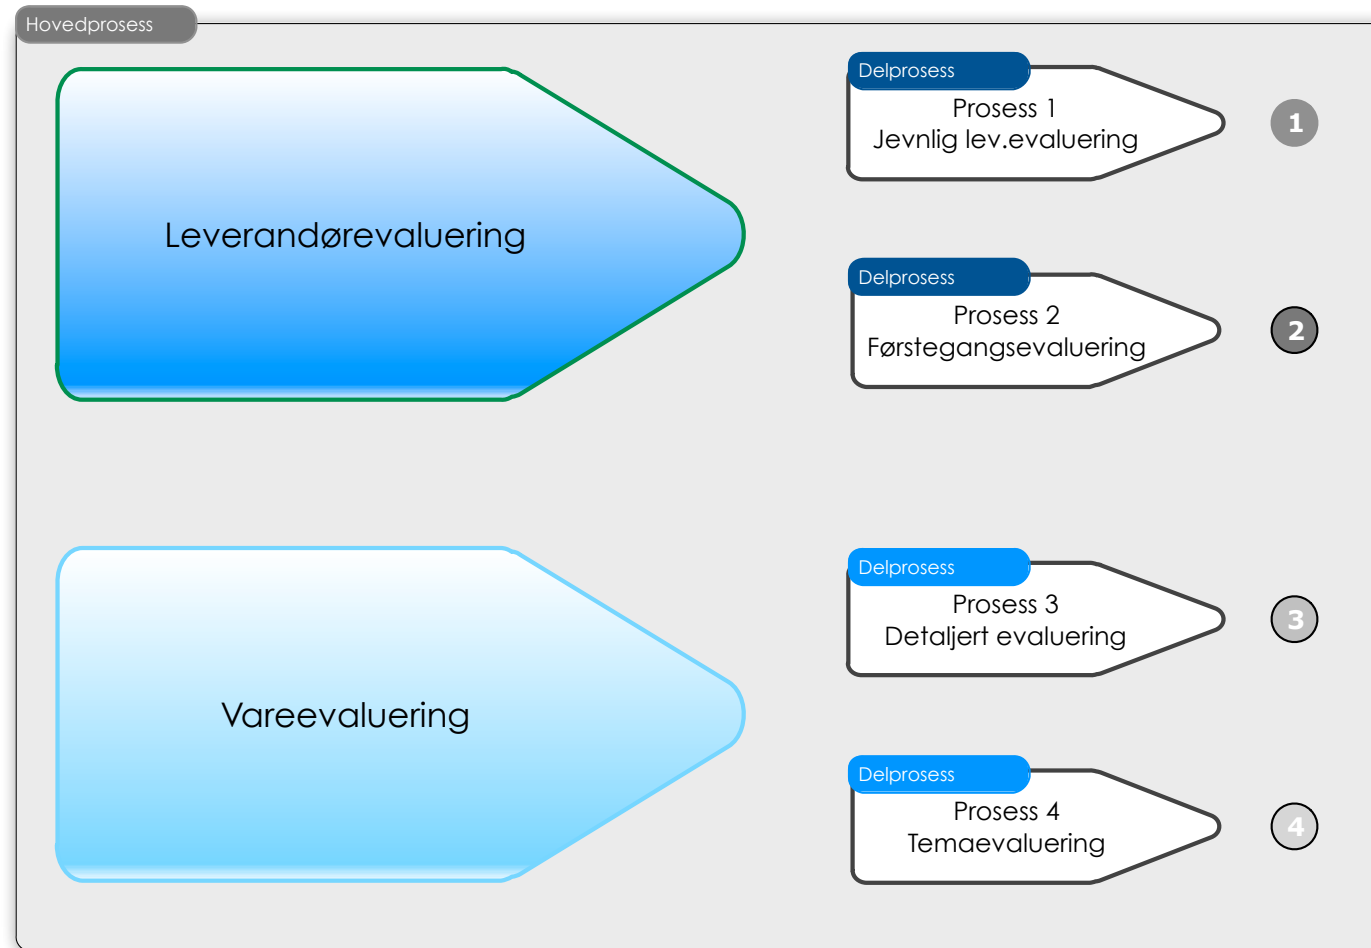 Hovedprosess
Leverandørevaluering
Delprosess
Prosess 1
Jevnlig lev.evaluering
1
Delprosess
Prosess 2
Førstegangsevaluering
2
Vareevaluering
Delprosess
Prosess 3
Detaljert evaluering
3
Delprosess
Prosess 4
Temaevaluering
4